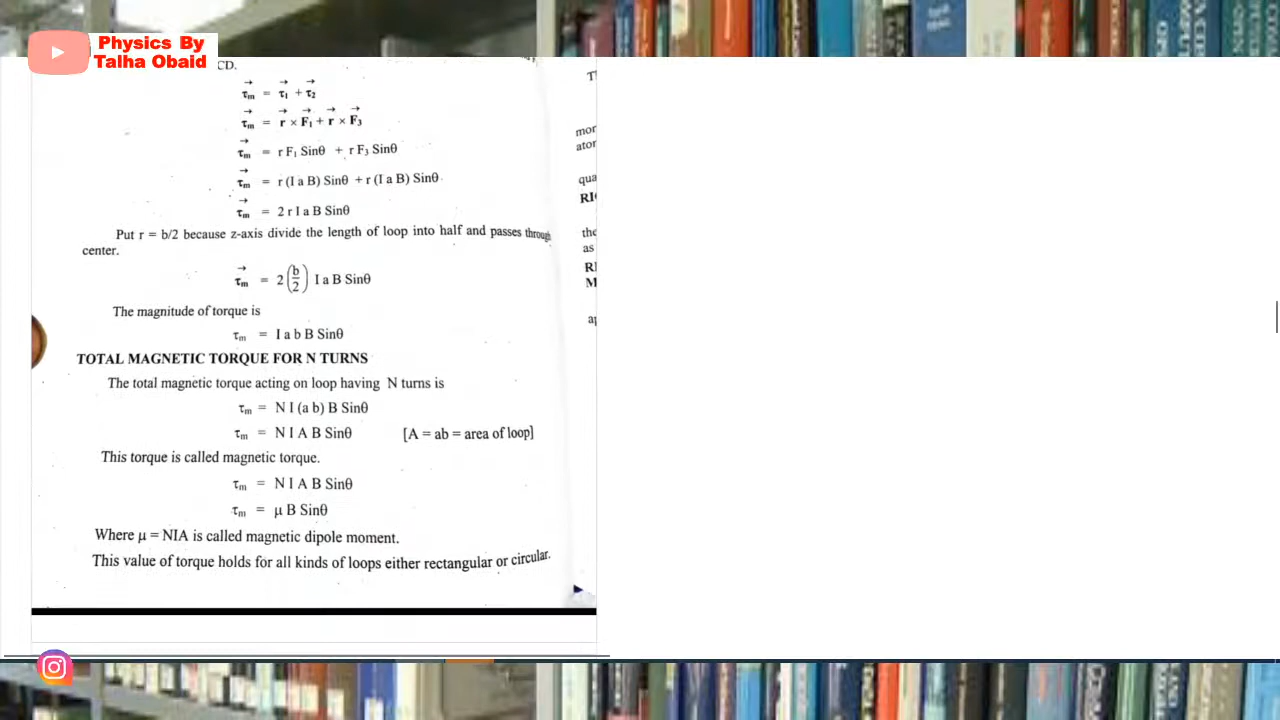 Physics By
Talha Obaid
CD.
τm = τ1 + τ2
τm = r × F1 + r × F3
τm = r F1 Sinθ + r F3 Sinθ
τm = r (I a B) Sinθ + r (I a B) Sinθ
τm = 2 r I a B Sinθ
Put r = b/2 because z-axis divide the length of loop into half and passes through
center.
τm = 2 (b/2) I a B Sinθ
The magnitude of torque is
τm = I a b B Sinθ
TOTAL MAGNETIC TORQUE FOR N TURNS
The total magnetic torque acting on loop having N turns is
τm = N I (a b) B Sinθ
τm = N I A B Sinθ [A = ab = area of loop]
This torque is called magnetic torque.
τm = N I A B Sinθ
τm = μ B Sinθ
Where μ = NIA is called magnetic dipole moment.
This value of torque holds for all kinds of loops either rectangular or circular.
mor
ator
qua
the
as